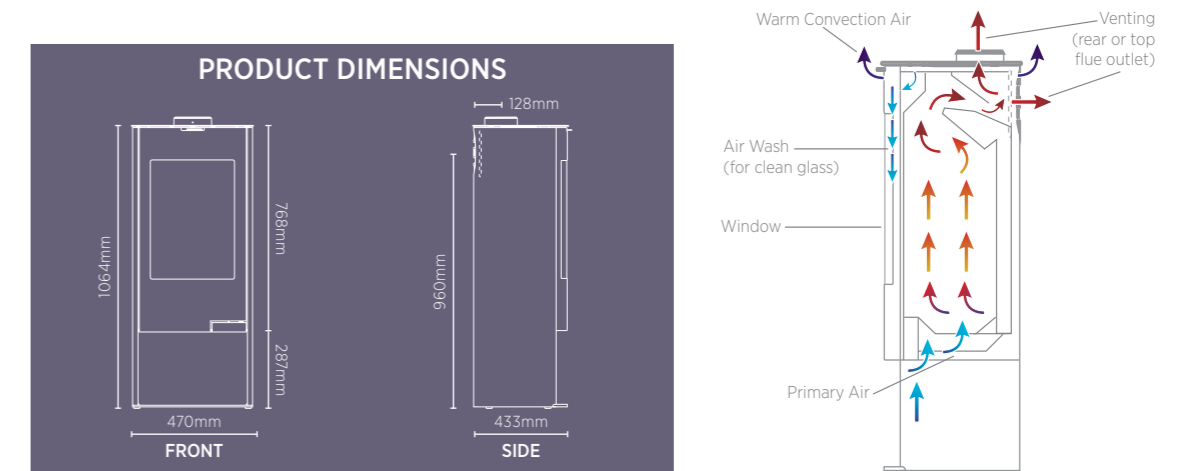 PRODUCT DIMENSIONS
128mm
1064mm
768mm
287mm
470mm
FRONT
960mm
433mm
SIDE
Warm Convection Air
Venting
(rear or top
flue outlet)
Air Wash
(for clean glass)
Window
Primary Air